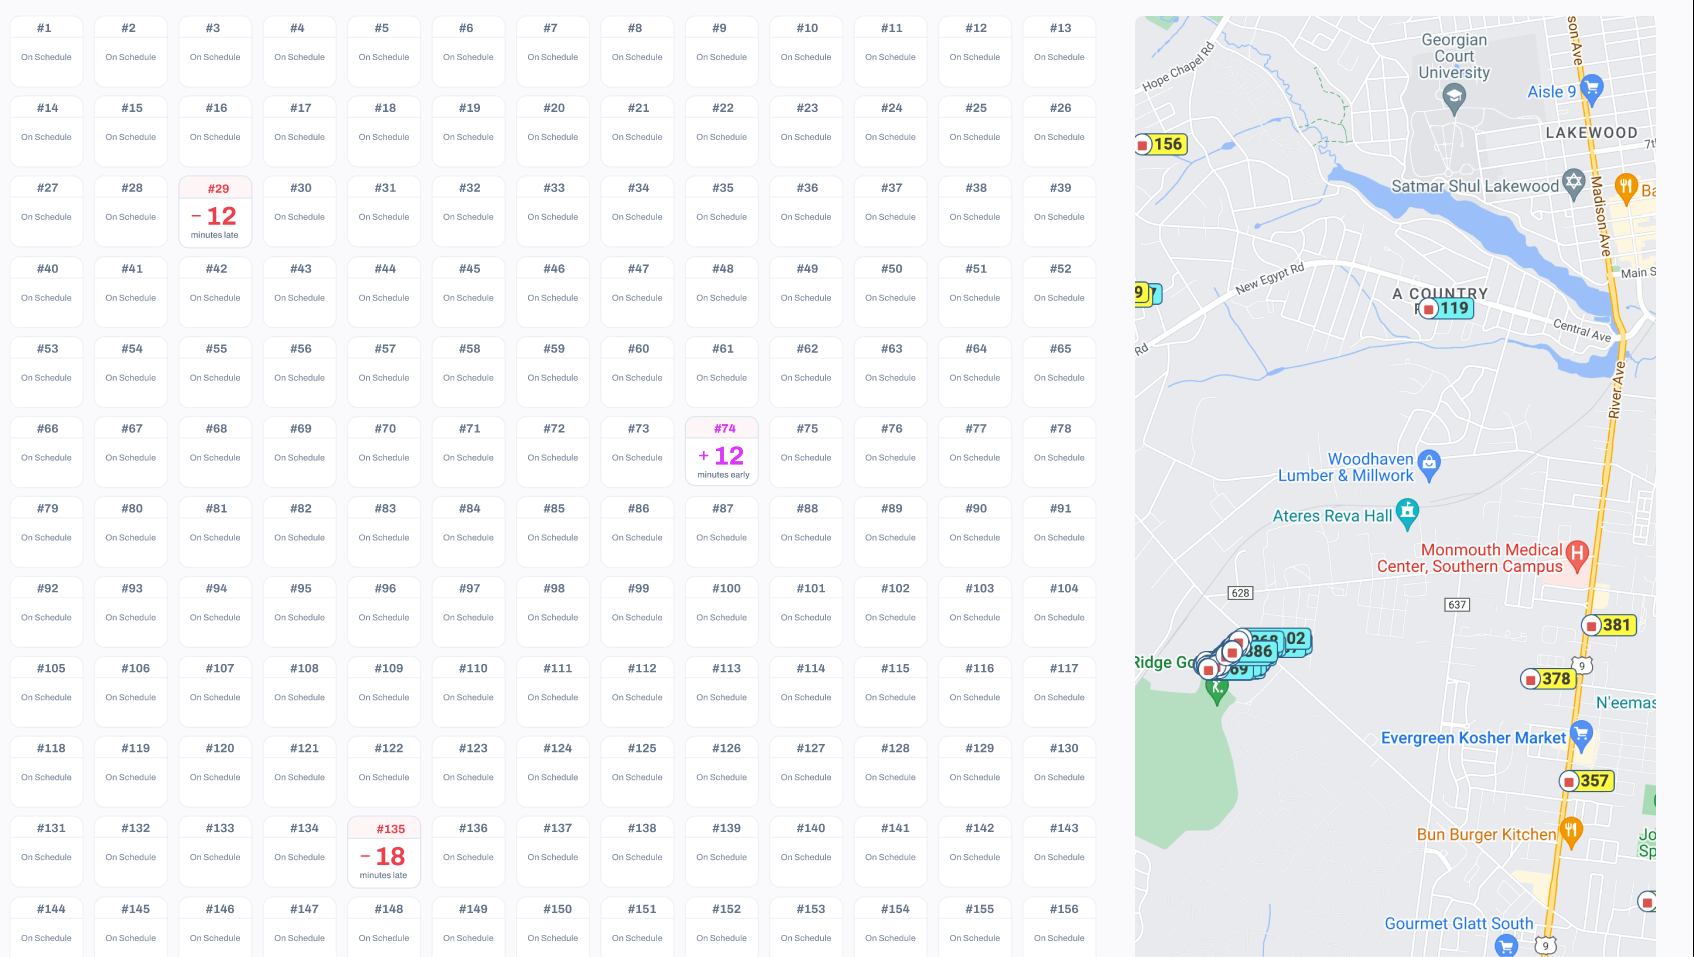 #1 #2 #3 #4 #5 #6 #7 #8 #9 #10 #11 #12 #13
On Schedule On Schedule On Schedule On Schedule On Schedule On Schedule On Schedule On Schedule On Schedule On Schedule On Schedule On Schedule On Schedule
#14 #15 #16 #17 #18 #19 #20 #21 #22 #23 #24 #25 #26
On Schedule On Schedule On Schedule On Schedule On Schedule On Schedule On Schedule On Schedule On Schedule On Schedule On Schedule On Schedule On Schedule
#27 #28 #29 #30 #31 #32 #33 #34 #35 #36 #37 #38 #39
On Schedule On Schedule − 12 On Schedule On Schedule On Schedule On Schedule On Schedule On Schedule On Schedule On Schedule On Schedule On Schedule
minutes late
#40 #41 #42 #43 #44 #45 #46 #47 #48 #49 #50 #51 #52
On Schedule On Schedule On Schedule On Schedule On Schedule On Schedule On Schedule On Schedule On Schedule On Schedule On Schedule On Schedule On Schedule
#53 #54 #55 #56 #57 #58 #59 #60 #61 #62 #63 #64 #65
On Schedule On Schedule On Schedule On Schedule On Schedule On Schedule On Schedule On Schedule On Schedule On Schedule On Schedule On Schedule On Schedule
#66 #67 #68 #69 #70 #71 #72 #73 #74 #75 #76 #77 #78
On Schedule On Schedule On Schedule On Schedule On Schedule On Schedule On Schedule On Schedule + 12 On Schedule On Schedule On Schedule On Schedule
minutes early
#79 #80 #81 #82 #83 #84 #85 #86 #87 #88 #89 #90 #91
On Schedule On Schedule On Schedule On Schedule On Schedule On Schedule On Schedule On Schedule On Schedule On Schedule On Schedule On Schedule On Schedule
#92 #93 #94 #95 #96 #97 #98 #99 #100 #101 #102 #103 #104
On Schedule On Schedule On Schedule On Schedule On Schedule On Schedule On Schedule On Schedule On Schedule On Schedule On Schedule On Schedule On Schedule
#105 #106 #107 #108 #109 #110 #111 #112 #113 #114 #115 #116 #117
On Schedule On Schedule On Schedule On Schedule On Schedule On Schedule On Schedule On Schedule On Schedule On Schedule On Schedule On Schedule On Schedule
#118 #119 #120 #121 #122 #123 #124 #125 #126 #127 #128 #129 #130
On Schedule On Schedule On Schedule On Schedule On Schedule On Schedule On Schedule On Schedule On Schedule On Schedule On Schedule On Schedule On Schedule
#131 #132 #133 #134 #135 #136 #137 #138 #139 #140 #141 #142 #143
On Schedule On Schedule On Schedule On Schedule − 18 On Schedule On Schedule On Schedule On Schedule On Schedule On Schedule On Schedule On Schedule
minutes late
#144 #145 #146 #147 #148 #149 #150 #151 #152 #153 #154 #155 #156
On Schedule On Schedule On Schedule On Schedule On Schedule On Schedule On Schedule On Schedule On Schedule On Schedule On Schedule On Schedule On Schedule
son Ave
Georgian
Court
University
Hope Chapel Rd
Aisle 9
LAKEWOOD
156
7th
Satmar Shul Lakewood
Ba
Madison Ave
New Egypt Rd
Main S
9
7
A COUNTRY
119
Central Ave
Rd
River Ave
Woodhaven
Lumber & Millwork
Ateres Reva Hall
Monmouth Medical
Center, Southern Campus
628
637
381
368
02
386
69
Ridge Go
9
378
N'eemas
Evergreen Kosher Market
357
Bun Burger Kitchen
Jo
Sp
Gourmet Glatt South
9